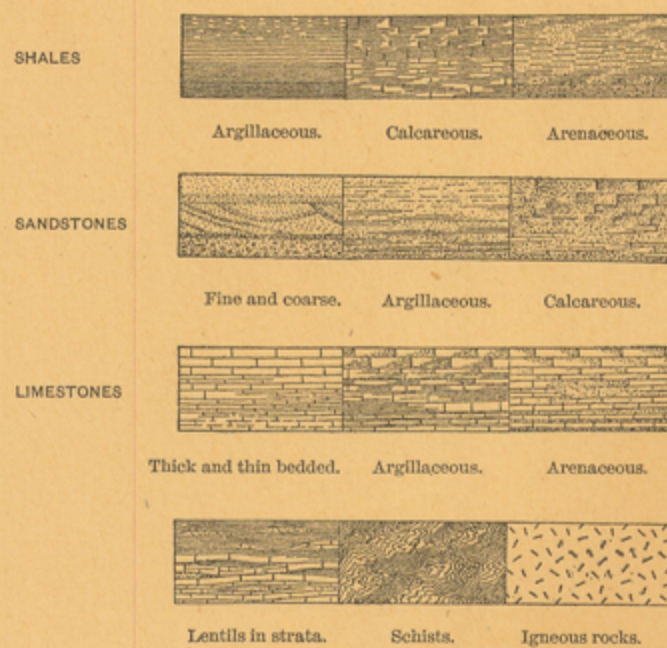 SHALES
Argillaceous. Calcareous. Arenaceous.
SANDSTONES
Fine and coarse. Argillaceous. Calcareous.
LIMESTONES
Thick and thin bedded. Argillaceous. Arenaceous.
Lentils in strata. Schists. Igneous rocks.